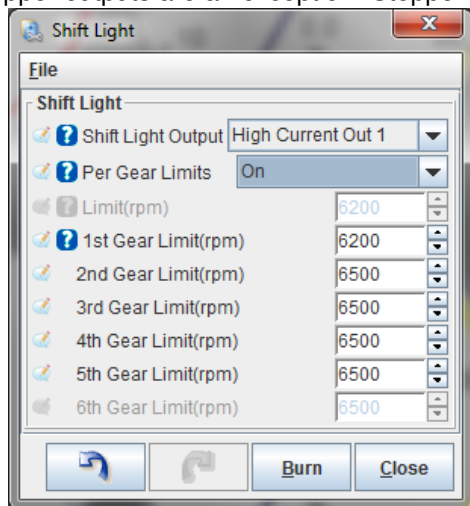 Shift Light
File
Shift Light
Shift Light Output High Current Out 1
Per Gear Limits On
Limit(rpm) 6200
1st Gear Limit(rpm) 6200
2nd Gear Limit(rpm) 6500
3rd Gear Limit(rpm) 6500
4th Gear Limit(rpm) 6500
5th Gear Limit(rpm) 6500
6th Gear Limit(rpm) 6500
Burn Close